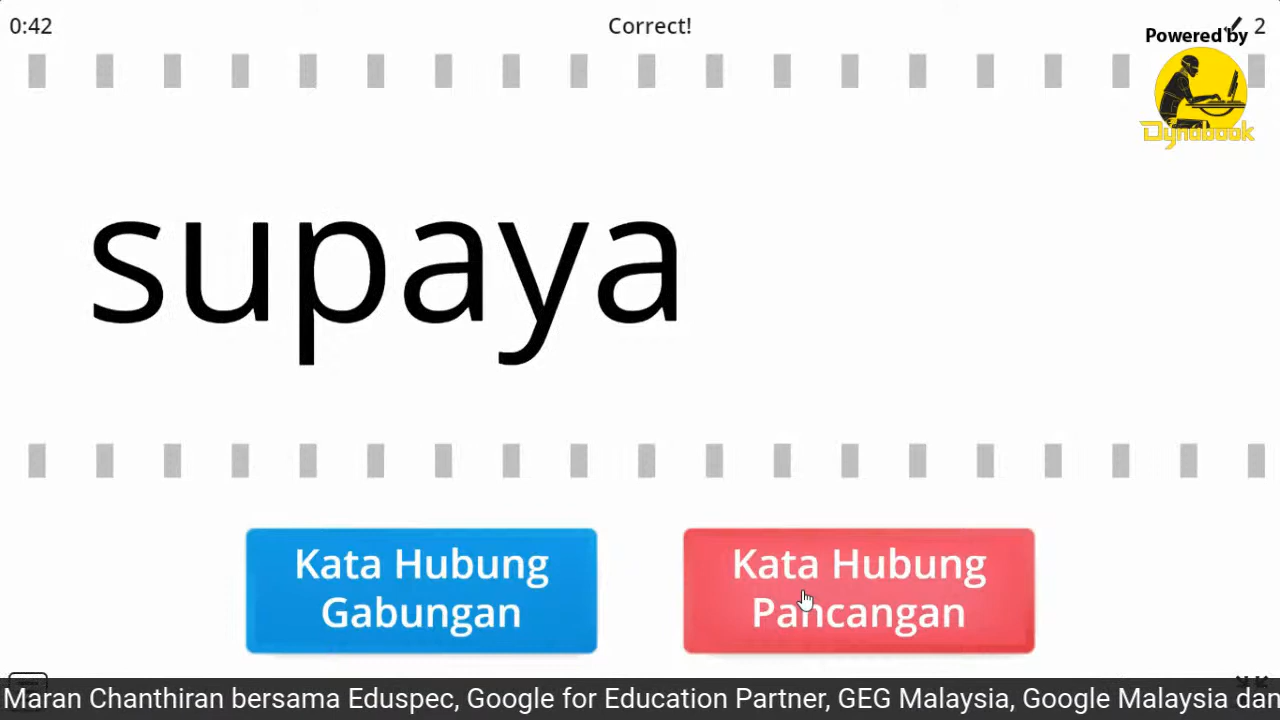 0:42
Correct!
2
Powered by
Dynabook
supaya
Kata Hubung
Gabungan
Kata Hubung
Pancangan
Maran Chanthiran bersama Eduspec, Google for Education Partner, GEG Malaysia, Google Malaysia dan